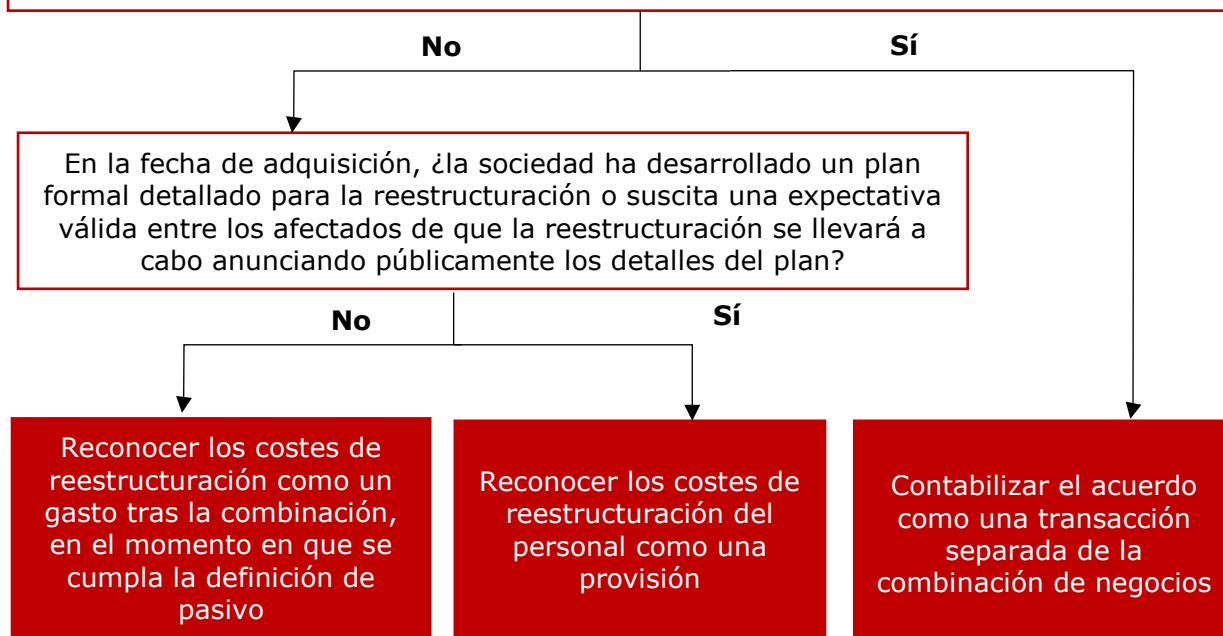 No
Sí
En la fecha de adquisición, ¿la sociedad ha desarrollado un plan
formal detallado para la reestructuración o suscita una expectativa
válida entre los afectados de que la reestructuración se llevará a
cabo anunciando públicamente los detalles del plan?
No
Sí
Reconocer los costes de
reestructuración como un
gasto tras la combinación,
en el momento en que se
cumpla la definición de
pasivo
Reconocer los costes de
reestructuración del
personal como una
provisión
Contabilizar el acuerdo
como una transacción
separada de la
combinación de negocios